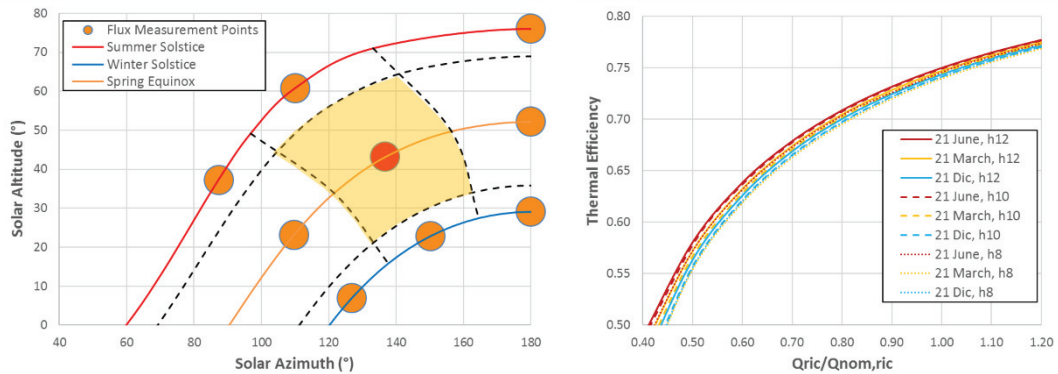 80
70
60
50
40
30
20
10
0
Solar Altitude (°)
Flux Measurement Points
Summer Solstice
Winter Solstice
Spring Equinox
40 60 80 100 120 140 160 180
Solar Azimuth (°)
0.80
0.75
0.70
0.65
0.60
0.55
0.50
Thermal Efficiency
21 June, h12
21 March, h12
21 Dic, h12
21 June, h10
21 March, h10
21 Dic, h10
21 June, h8
21 March, h8
21 Dic, h8
0.40 0.50 0.60 0.70 0.80 0.90 1.00 1.10 1.20
Qric/Qnom,ric